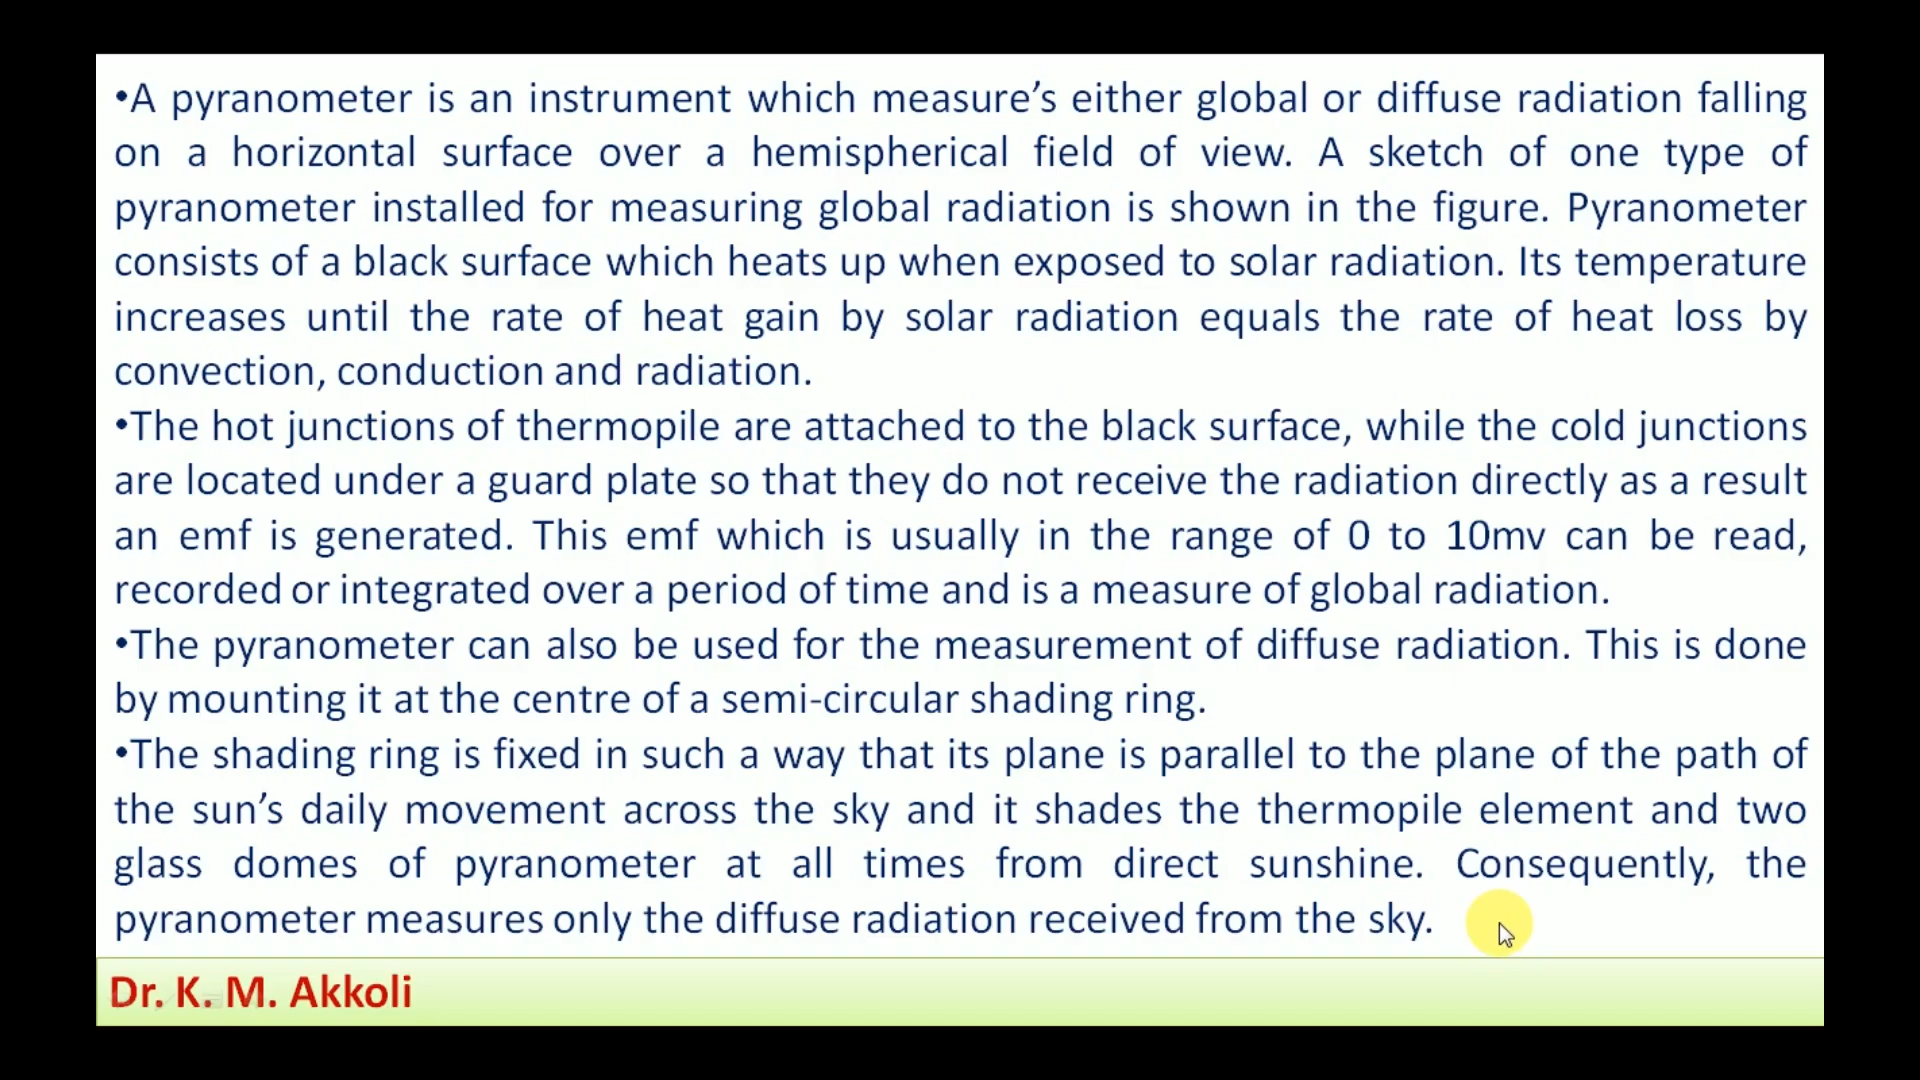 •A pyranometer is an instrument which measure’s either global or diffuse radiation falling
on a horizontal surface over a hemispherical field of view. A sketch of one type of
pyranometer installed for measuring global radiation is shown in the figure. Pyranometer
consists of a black surface which heats up when exposed to solar radiation. Its temperature
increases until the rate of heat gain by solar radiation equals the rate of heat loss by
convection, conduction and radiation.
•The hot junctions of thermopile are attached to the black surface, while the cold junctions
are located under a guard plate so that they do not receive the radiation directly as a result
an emf is generated. This emf which is usually in the range of 0 to 10mv can be read,
recorded or integrated over a period of time and is a measure of global radiation.
•The pyranometer can also be used for the measurement of diffuse radiation. This is done
by mounting it at the centre of a semi-circular shading ring.
•The shading ring is fixed in such a way that its plane is parallel to the plane of the path of
the sun’s daily movement across the sky and it shades the thermopile element and two
glass domes of pyranometer at all times from direct sunshine. Consequently, the
pyranometer measures only the diffuse radiation received from the sky.
Dr. K. M. Akkoli